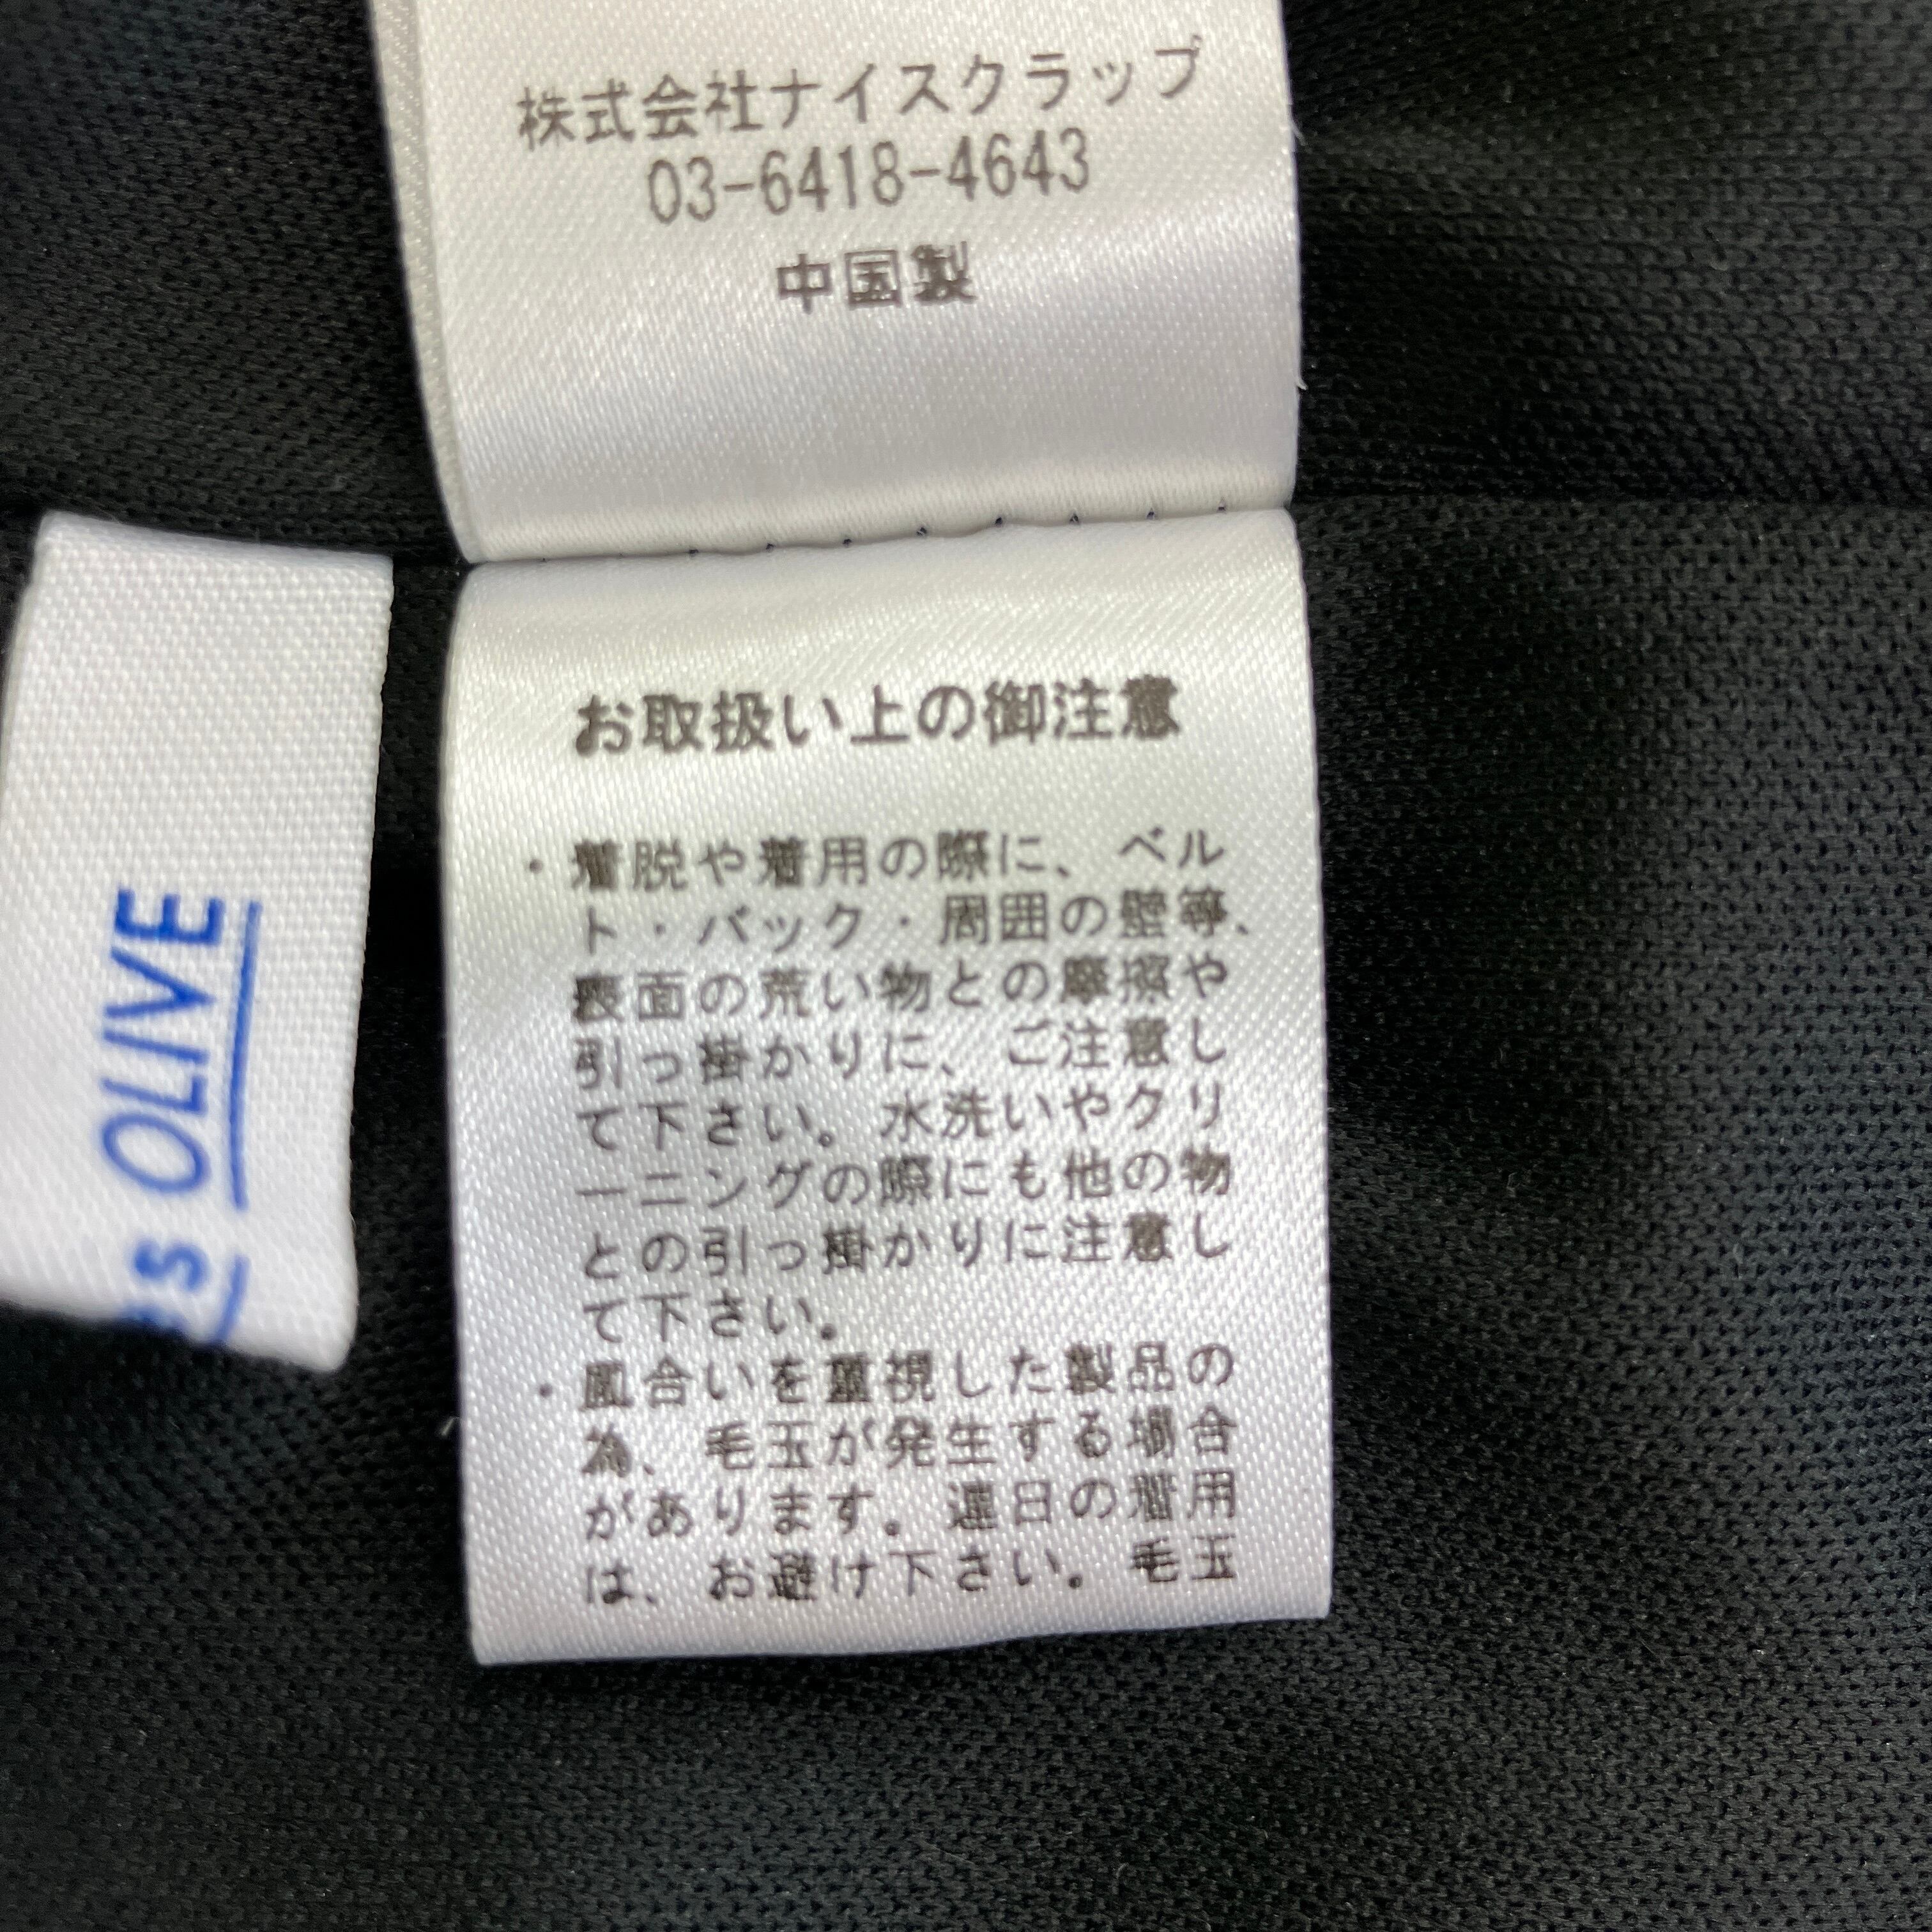 株式会社ナイスクラップ
03-6418-4643
中国製
お取扱い上の御注意
・着脱や着用の際に、ベル
ト・バック・周囲の壁等、
表面の荒い物との摩擦や
引っ掛かりに、ご注意し
て下さい。水洗いやクリ
ーニングの際にも他の物
との引っ掛かりに注意し
て下さい。
・風合いを重視した製品の
為、毛玉が発生する場合
があります。連日の着用
は、お避け下さい。毛玉
OLIVE